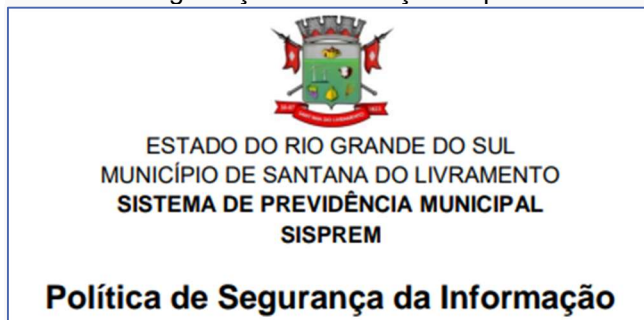 ESTADO DO RIO GRANDE DO SUL
MUNICÍPIO DE SANTANA DO LIVRAMENTO
SISTEMA DE PREVIDÊNCIA MUNICIPAL
SISPREM
Política de Segurança da Informação